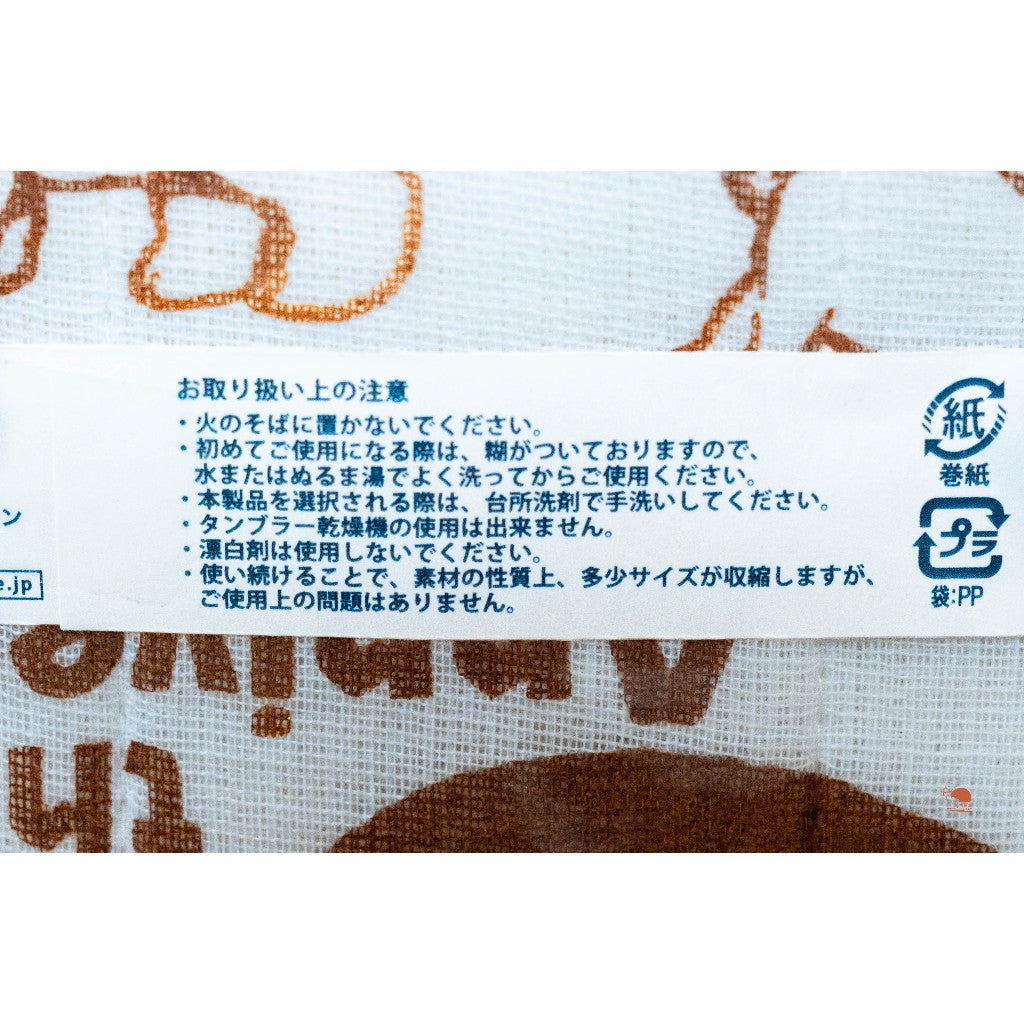 お取り扱い上の注意
・火のそばに置かないでください。
・初めてご使用になる際は、糊がついておりますので、
水またはぬるま湯でよく洗ってからご使用ください。
・本製品を選択される際は、台所洗剤で手洗いしてください。
・タンブラー乾燥機の使用は出来ません。
・漂白剤は使用しないでください。
・使い続けることで、素材の性質上、多少サイズが収縮しますが、
ご使用上の問題はありません。
紙
巻紙
プラ
袋:PP
ン
e.jp